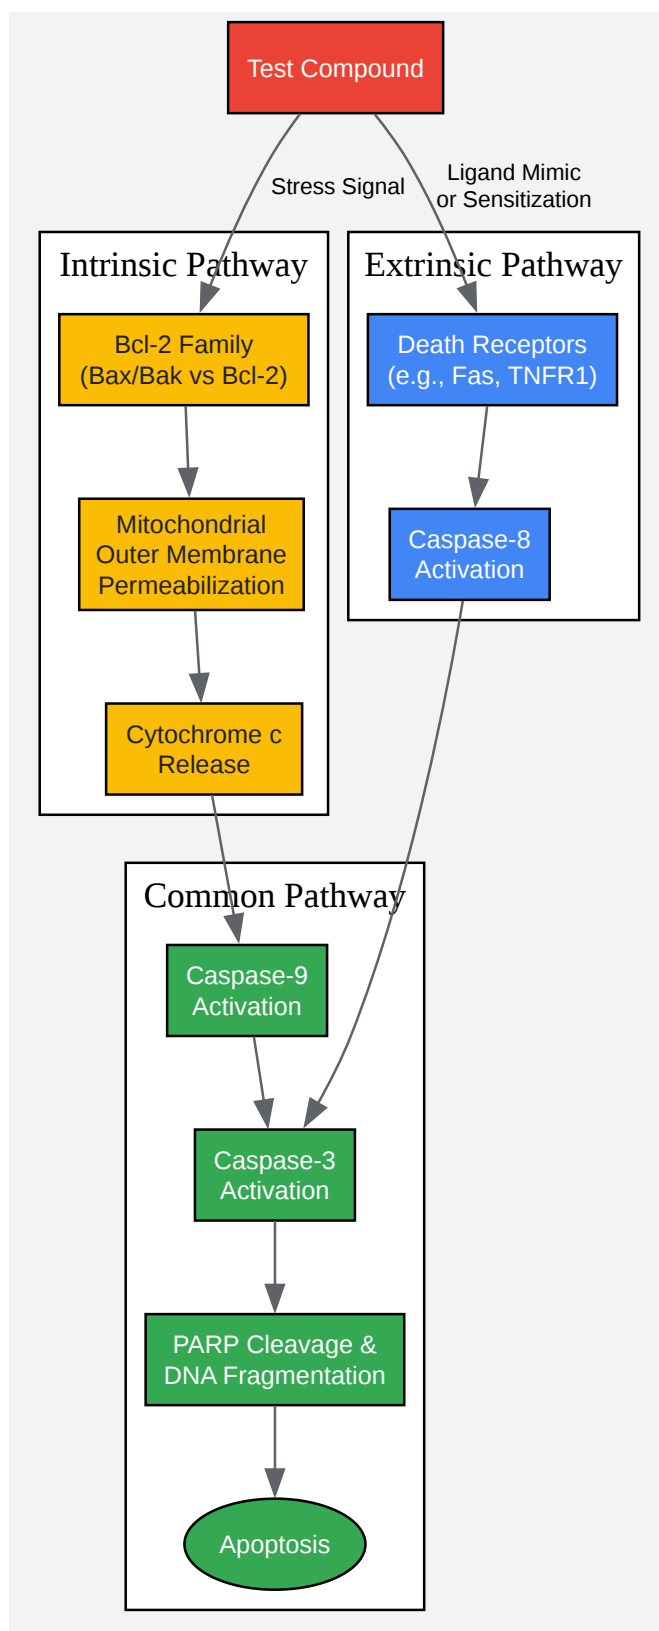 Test Compound
Stress Signal
Ligand Mimic
or Sensitization
Intrinsic Pathway
Bcl-2 Family
(Bax/Bak vs Bcl-2)
Mitochondrial
Outer Membrane
Permeabilization
Cytochrome c
Release
Extrinsic Pathway
Death Receptors
(e.g., Fas, TNFR1)
Caspase-8
Activation
Common Pathway
Caspase-9
Activation
Caspase-3
Activation
PARP Cleavage &
DNA Fragmentation
Apoptosis